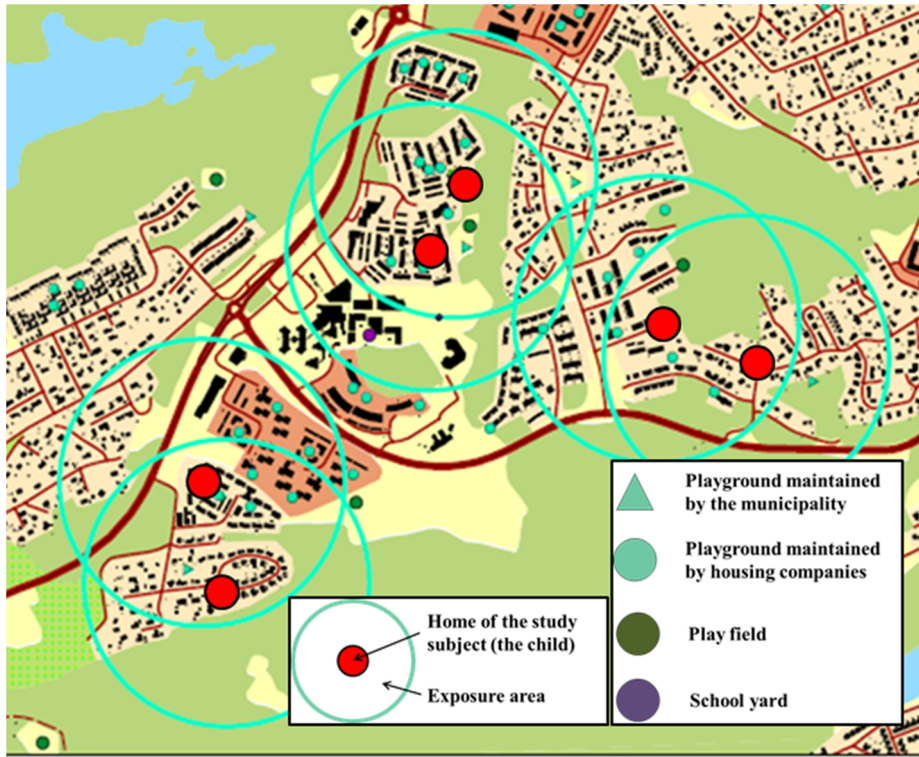 Playground maintained
by the municipality
Playground maintained
by housing companies
Play field
School yard
Home of the study
subject (the child)
Exposure area